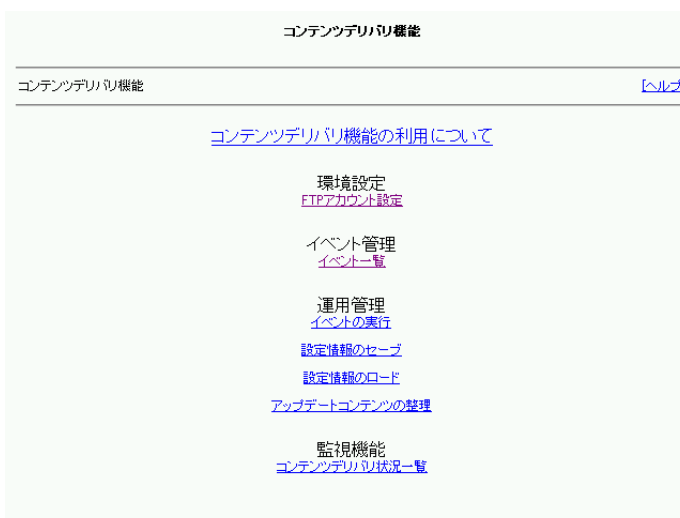 コンテンツデリバリ機能
コンテンツデリバリ機能
[ヘルプ
コンテンツデリバリ機能の利用について
環境設定
FTPアカウント設定
イベント管理
イベント一覧
運用管理
イベントの実行
設定情報のセーブ
設定情報のロード
アップデートコンテンツの整理
監視機能
コンテンツデリバリ状況一覧